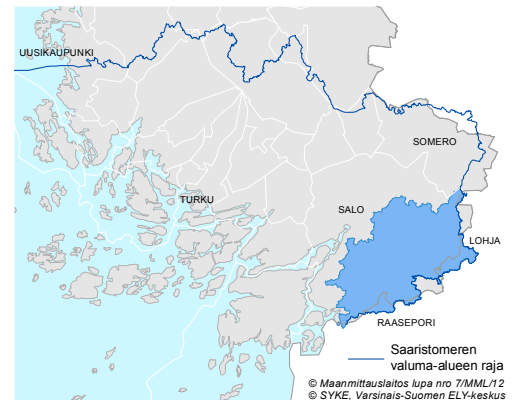 UUSIKAUPUNKI
SOMERO
TURKU
SALO
LOHJA
RAASEPORI
Saaristomeren
valuma-alueen raja
© Maanmittauslaitos lupa nro 7/MML/12
© SYKE, Varsinais-Suomen ELY-keskus